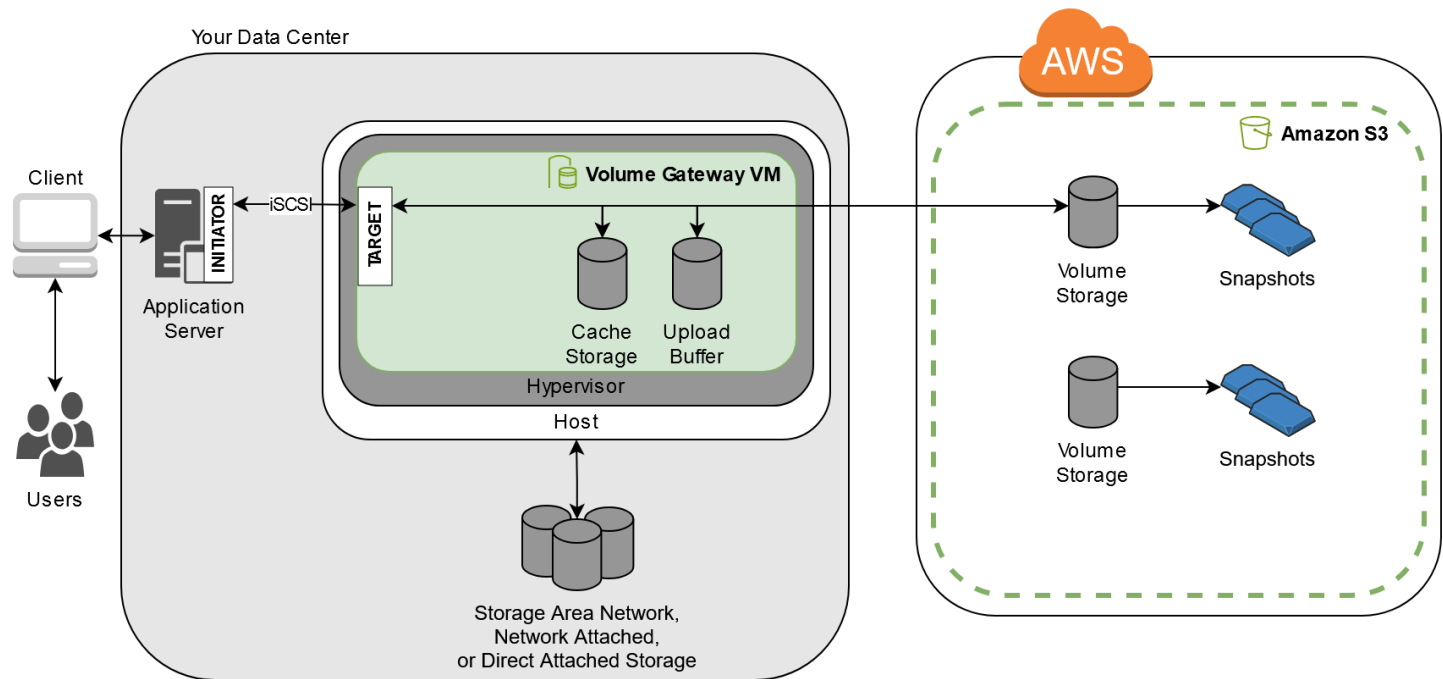 Your Data Center
AWS
Amazon S3
Client
Volume Gateway VM
INITIATOR
iSCSI
TARGET
Application
Server
Cache
Storage
Upload
Buffer
Hypervisor
Host
Users
Storage Area Network,
Network Attached,
or Direct Attached Storage
Volume
Storage
Snapshots
Volume
Storage
Snapshots